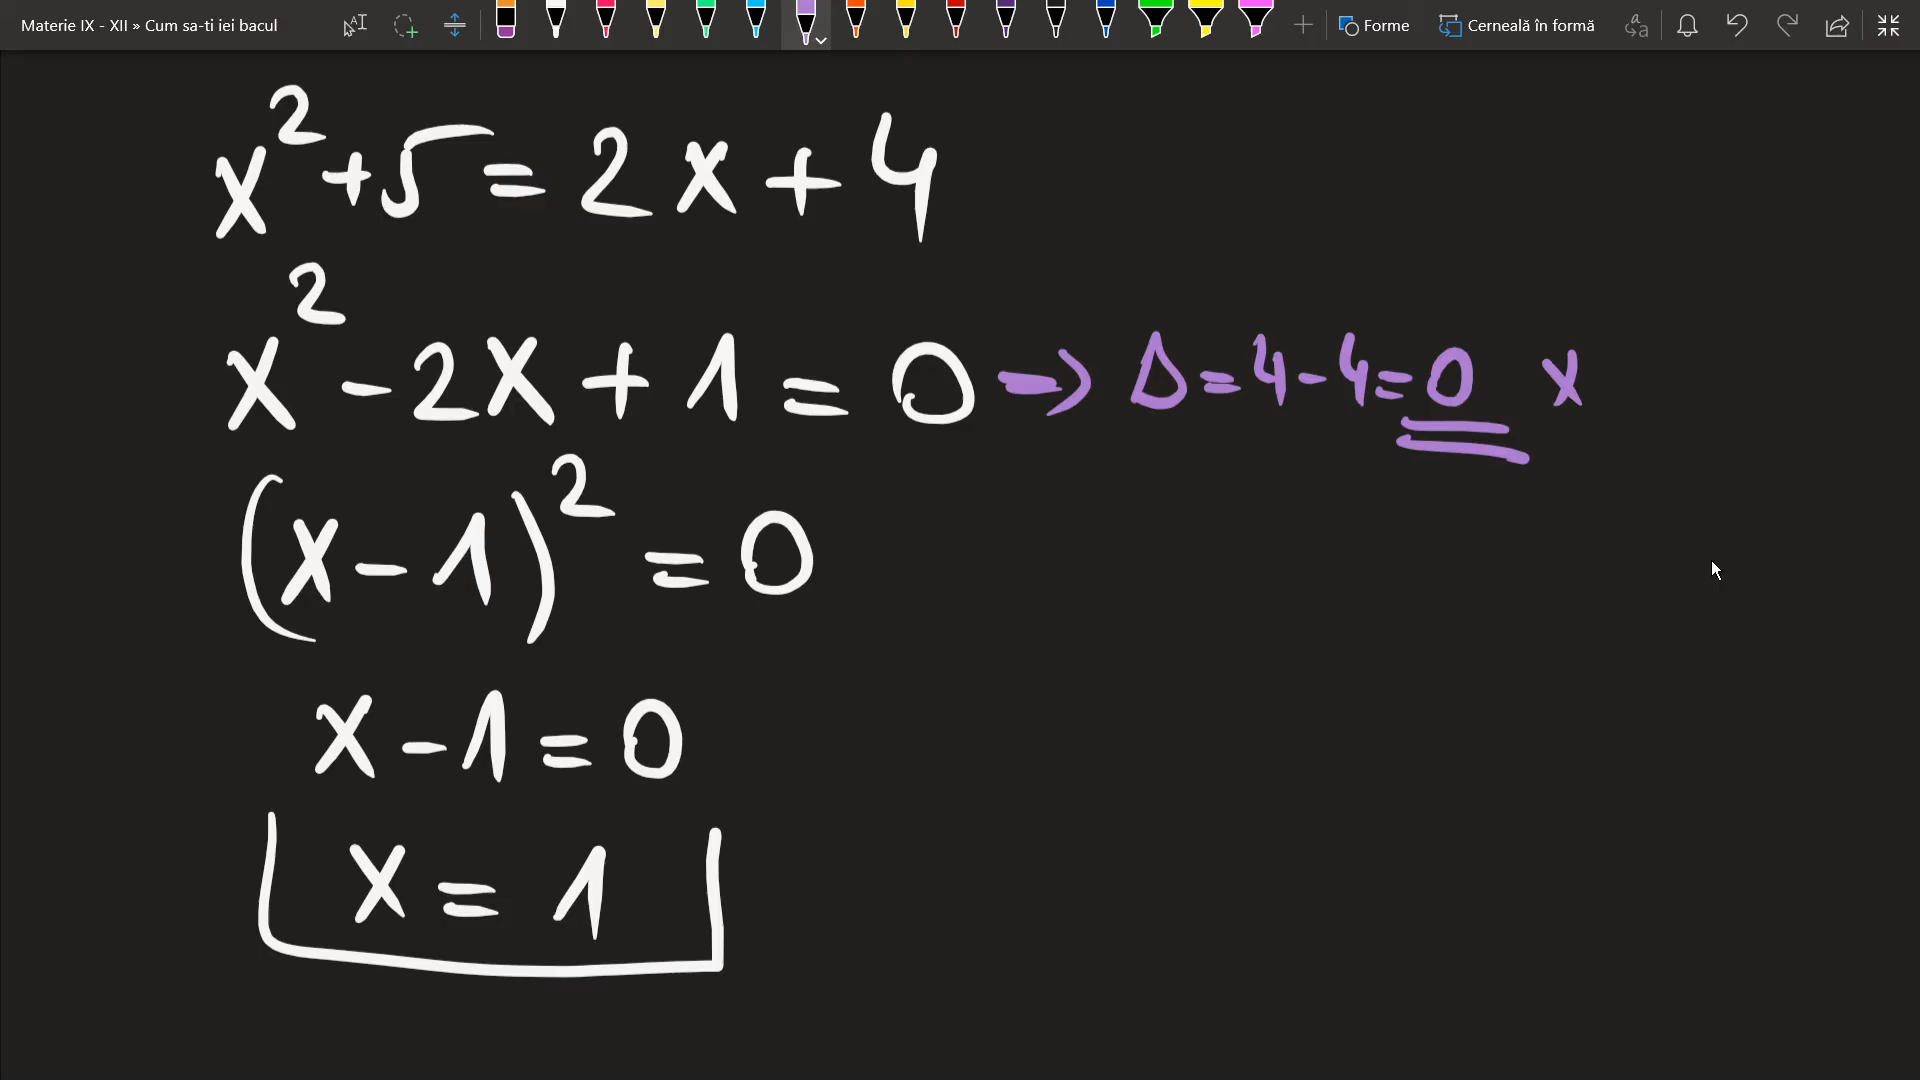 Materie IX - XII » Cum sa-ti iei bacul
Forme
Cerneală în formă
x² + 5 = 2x + 4
x² - 2x + 1 = 0 → Δ = 4 - 4 = 0 x
(x - 1)² = 0
x - 1 = 0
x = 1